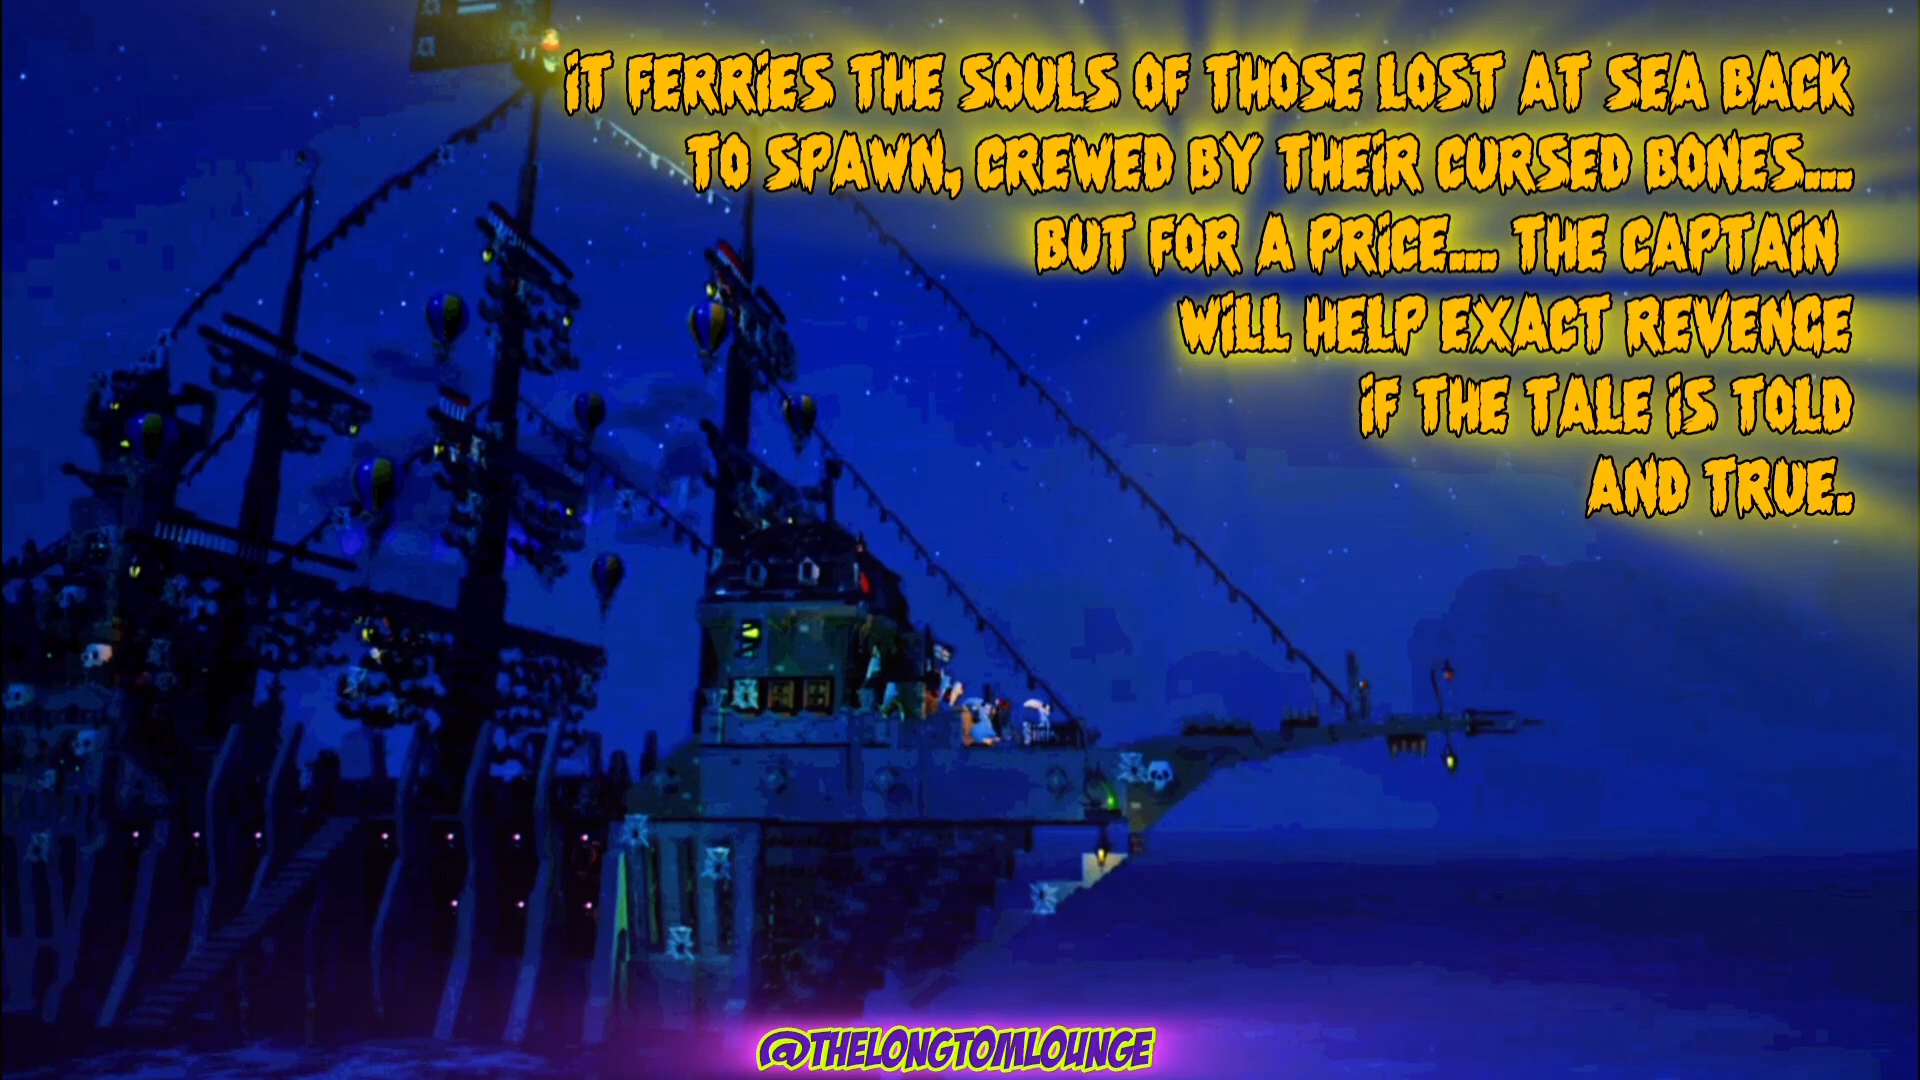 IT FERRIES THE SOULS OF THOSE LOST AT SEA BACK
TO SPAWN, CREWED BY THEIR CURSED BONES...
BUT FOR A PRICE... THE CAPTAIN
WILL HELP EXACT REVENGE
IF THE TALE IS TOLD
AND TRUE.
@THELONGTOMLOUNGE